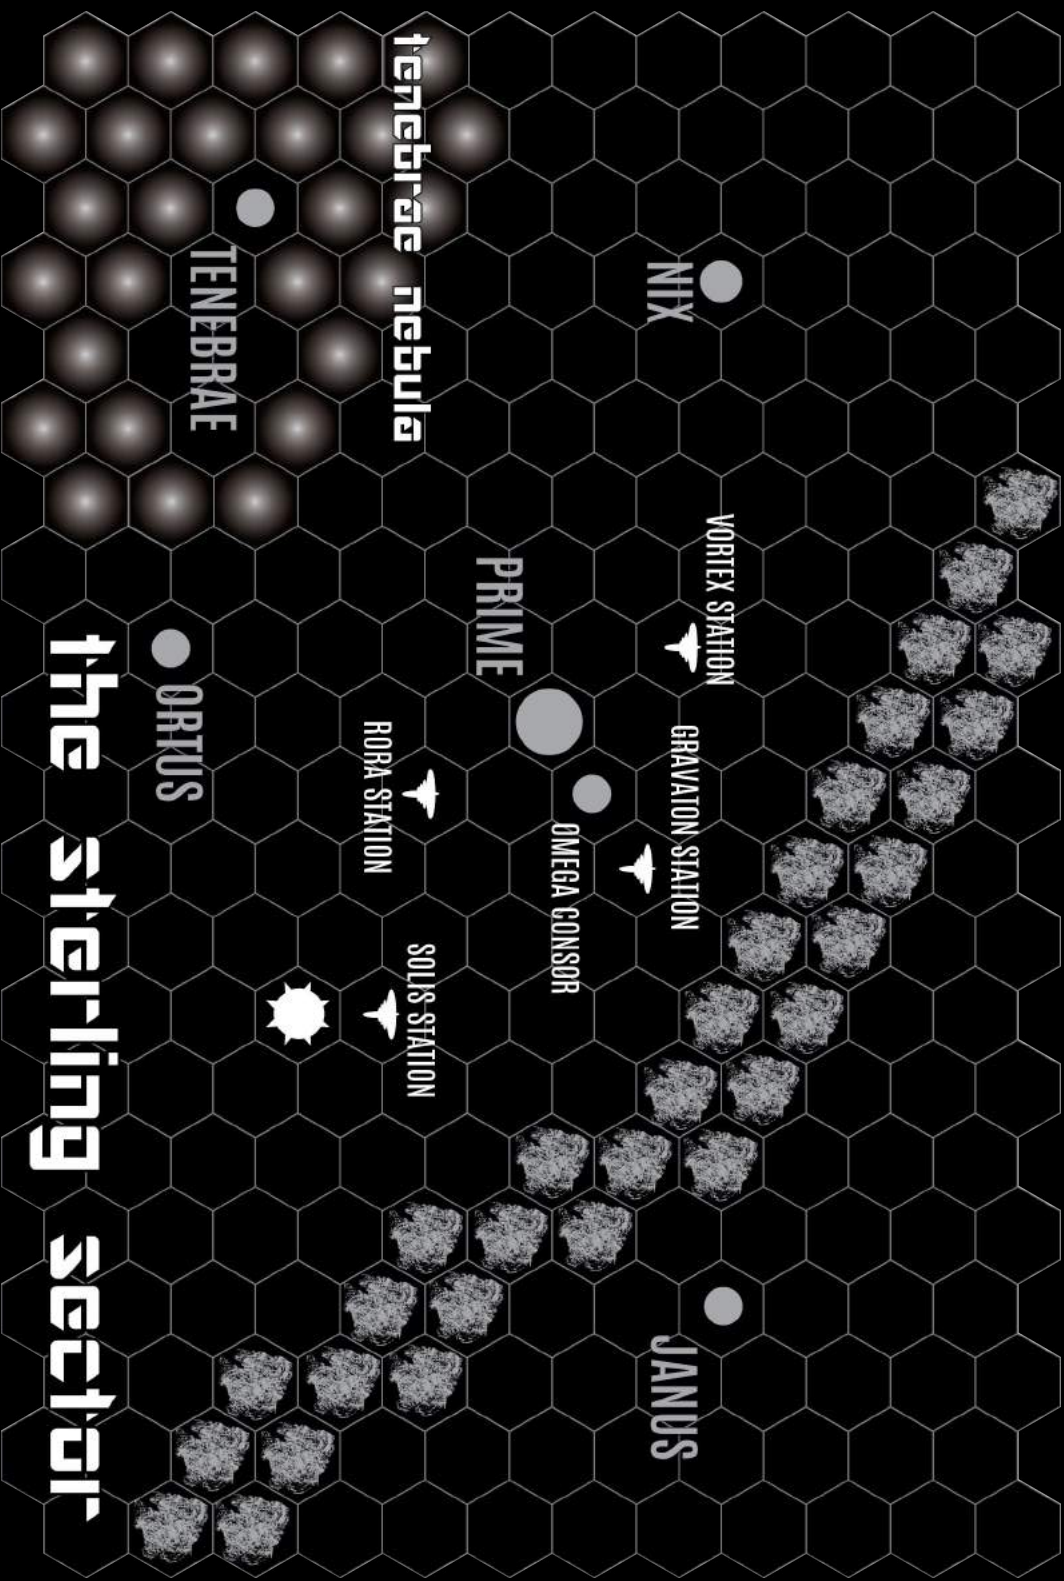 VORTEX STATION
NIX
GRAVATON STATION
JANUS
OMEGA CONSOR
PRIME
tenebrae nebula
SOLIS STATION
RORA STATION
TENEBRAE
ORTUS
the sterling sector